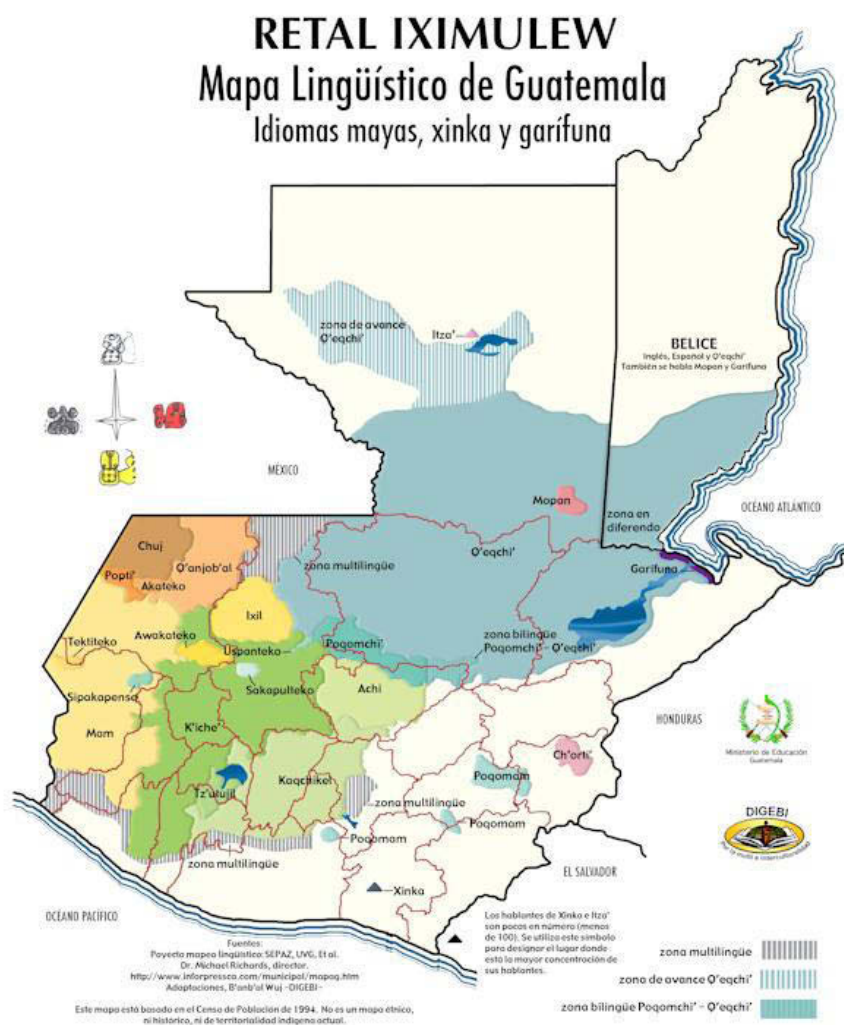 RETAL IXIMULEW
Mapa Lingüístico de Guatemala
Idiomas mayas, xinka y garífuna
zona de avance
Q'eqchi'
Itza'
BELICE
Inglés, Español y Q'eqchi'
También se habla Mopan y Garífuna
MÉXICO
Mopan
zona en
diferendo
OCÉANO ATLÁNTICO
Chuj
Q'anjob'al
Q'eqchi'
Popti'
Akateko
zona multilingüe
Garífuna
Ixil
Tektiteko
Awakateko
Uspanteko
Poqomchi'
zona bilingüe
Poqomchi' - Q'eqchi'
Sipakapense
Sakapulteko
Achi
Mam
K'iche'
HONDURAS
Ministerio de Educación
Guatemala
Ch'orti'
Poqomam
Tz'utujil
Kaqchikel
zona multilingüe
Poqomam
Poqomam
zona multilingüe
DIGEBI
EL SALVADOR
Xinka
OCÉANO PACÍFICO
Los hablantes de Xinka e Itza'
son pocos en número (menos
de 100). Se utiliza este símbolo
para designar el lugar donde
está la mayor concentración de
sus hablantes.
Fuentes:
Poyecto mapeo lingüístico: SEPAZ, UVG, Et al.
Dr. Michael Richards, director.
http://www.inforpressca.com/municipal/mapag.htm
Adaptaciones, B'anb'al Wuj -DIGEBI-
Este mapa está basado en el Censo de Población de 1994. No es un mapa étnico,
ni histórico, ni de territorialidad indígena actual.
zona multilingüe
zona de avance Q'eqchi'
zona bilingüe Poqomchi' - Q'eqchi'